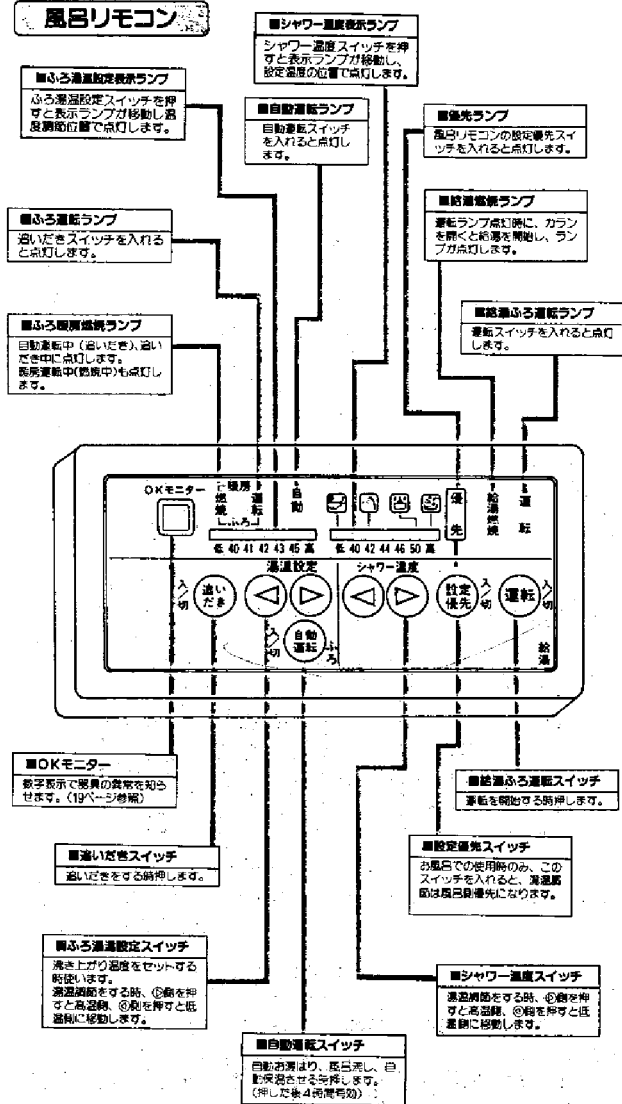 風呂リモコン
■シャワー温度表示ランプ
シャワー温度スイッチを押
すと表示ランプが移動し、
設定温度の位置で点灯します。
■ふろ湯温設定表示ランプ
ふろ湯温設定スイッチを押
すと表示ランプが移動し温
度調節位置で点灯します。
■自動運転ランプ
自動運転スイッチ
を入れると点灯し
ます。
■優先ランプ
風呂リモコンの設定優先スイ
ッチを入れると点灯します。
■ふろ運転ランプ
追いだきスイッチを入れる
と点灯します。
■給湯燃焼ランプ
運転ランプ点灯時に、カラン
を開くと給湯を開始し、ラン
プが点灯します。
■ふろ暖房燃焼ランプ
自動運転中(追いだき)、追い
だき中に点灯します。
暖房運転中(燃焼中)も点灯し
ます。
■給湯ふろ運転ランプ
運転スイッチを入れると点灯
します。
OKモニター
暖房
燃焼
運転
ふろ
自動
優先
給湯燃焼
運転
低 40 41 42 43 45 高
低 40 42 44 46 50 高
湯温設定
シャワー温度
入/切
追い
だき
◁
▷
◁
▷
設定
優先
入/切
運転
入/切
入/切
自動
運転
ふろ
給湯
■OKモニター
数字表示で器具の異常を知ら
せます。(19ページ参照)
■追いだきスイッチ
追いだきをする時押します。
■給湯ふろ運転スイッチ
運転を開始する時押します。
■設定優先スイッチ
お風呂での使用時のみ、この
スイッチを入れると、湯温調
節は風呂側優先になります。
■ふろ湯温設定スイッチ
沸き上がり温度をセットする
時使います。
湯温調節をする時、▷側を押
すと高温側、◁側を押すと低
温側に移動します。
■シャワー温度スイッチ
湯温調節をする時、▷側を押
すと高温側、◁側を押すと低
温側に移動します。
■自動運転スイッチ
自動お湯はり、風呂沸し、自
動保温させる時押します。
(押した後4時間有効)